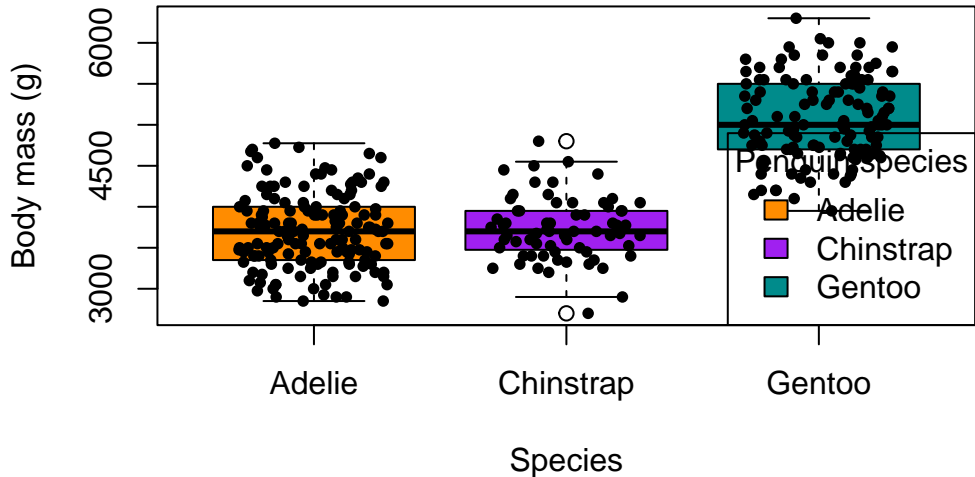 Body mass (g)
6000
4500
3000
Penguin species
Adelie
Chinstrap
Gentoo
Adelie
Chinstrap
Gentoo
Species